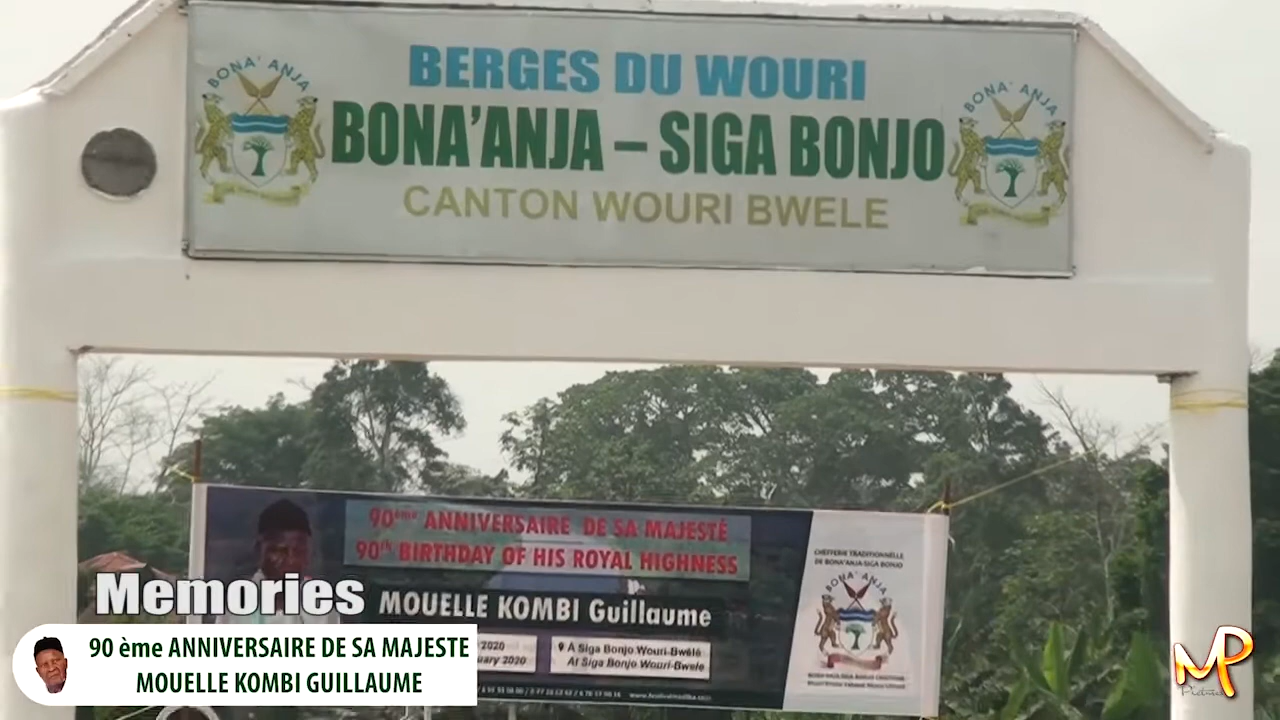 BERGES DU WOURI
BONA'ANJA – SIGA BONJO
CANTON WOURI BWELE
BONA' ANJA
BONA' ANJA
90ème ANNIVERSAIRE DE SA MAJESTÉ
90th BIRTHDAY OF HIS ROYAL HIGHNESS
MOUELLE KOMBI Guillaume
2020
uary 2020
À Siga Bonjo Wouri-Bwélé
At Siga Bonjo Wouri-Bwele
CHEFFERIE TRADITIONNELLE
DE BONA'ANJA-SIGA BONJO
BONA' ANJA
Memories
90 ème ANNIVERSAIRE DE SA MAJESTE
MOUELLE KOMBI GUILLAUME
MP
Pictures